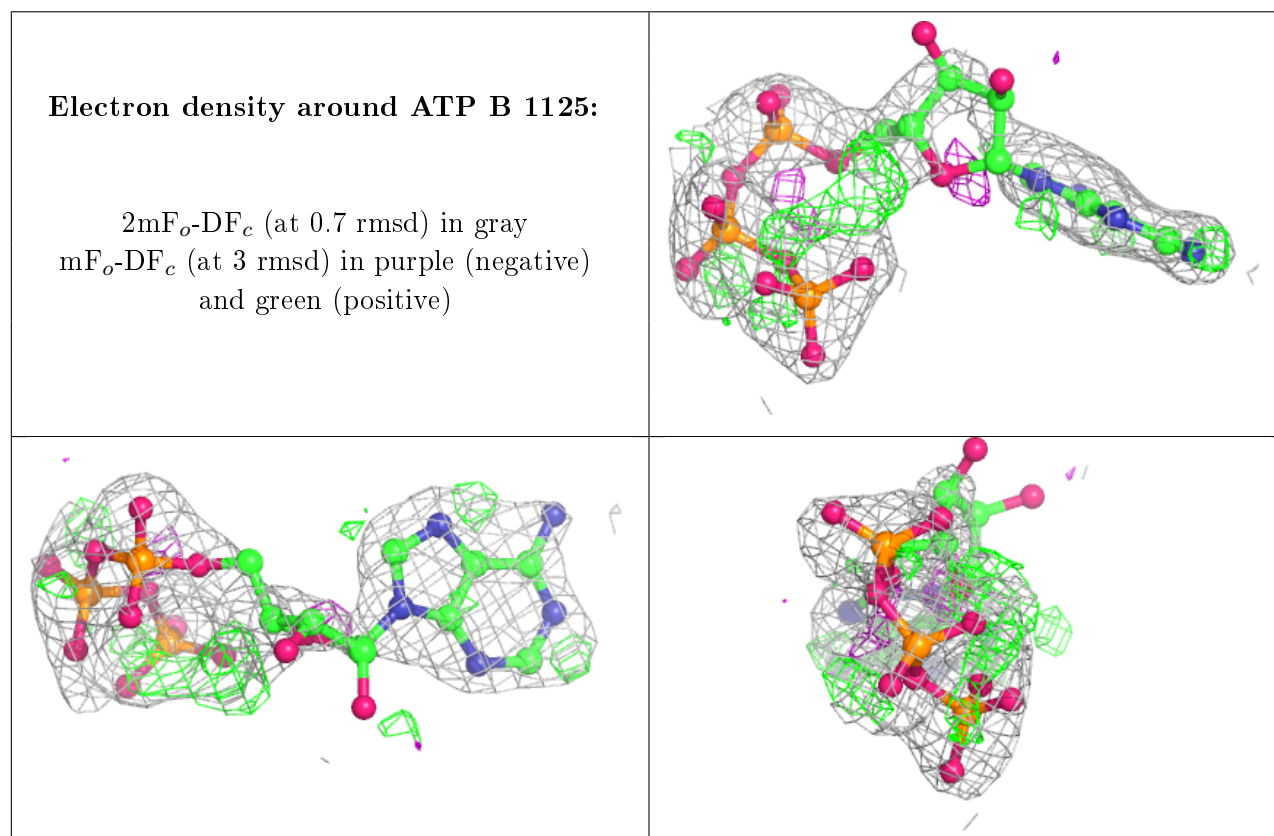 Electron density around ATP B 1125:
2mFₒ-DF𝒸 (at 0.7 rmsd) in gray
mFₒ-DF𝒸 (at 3 rmsd) in purple (negative)
and green (positive)